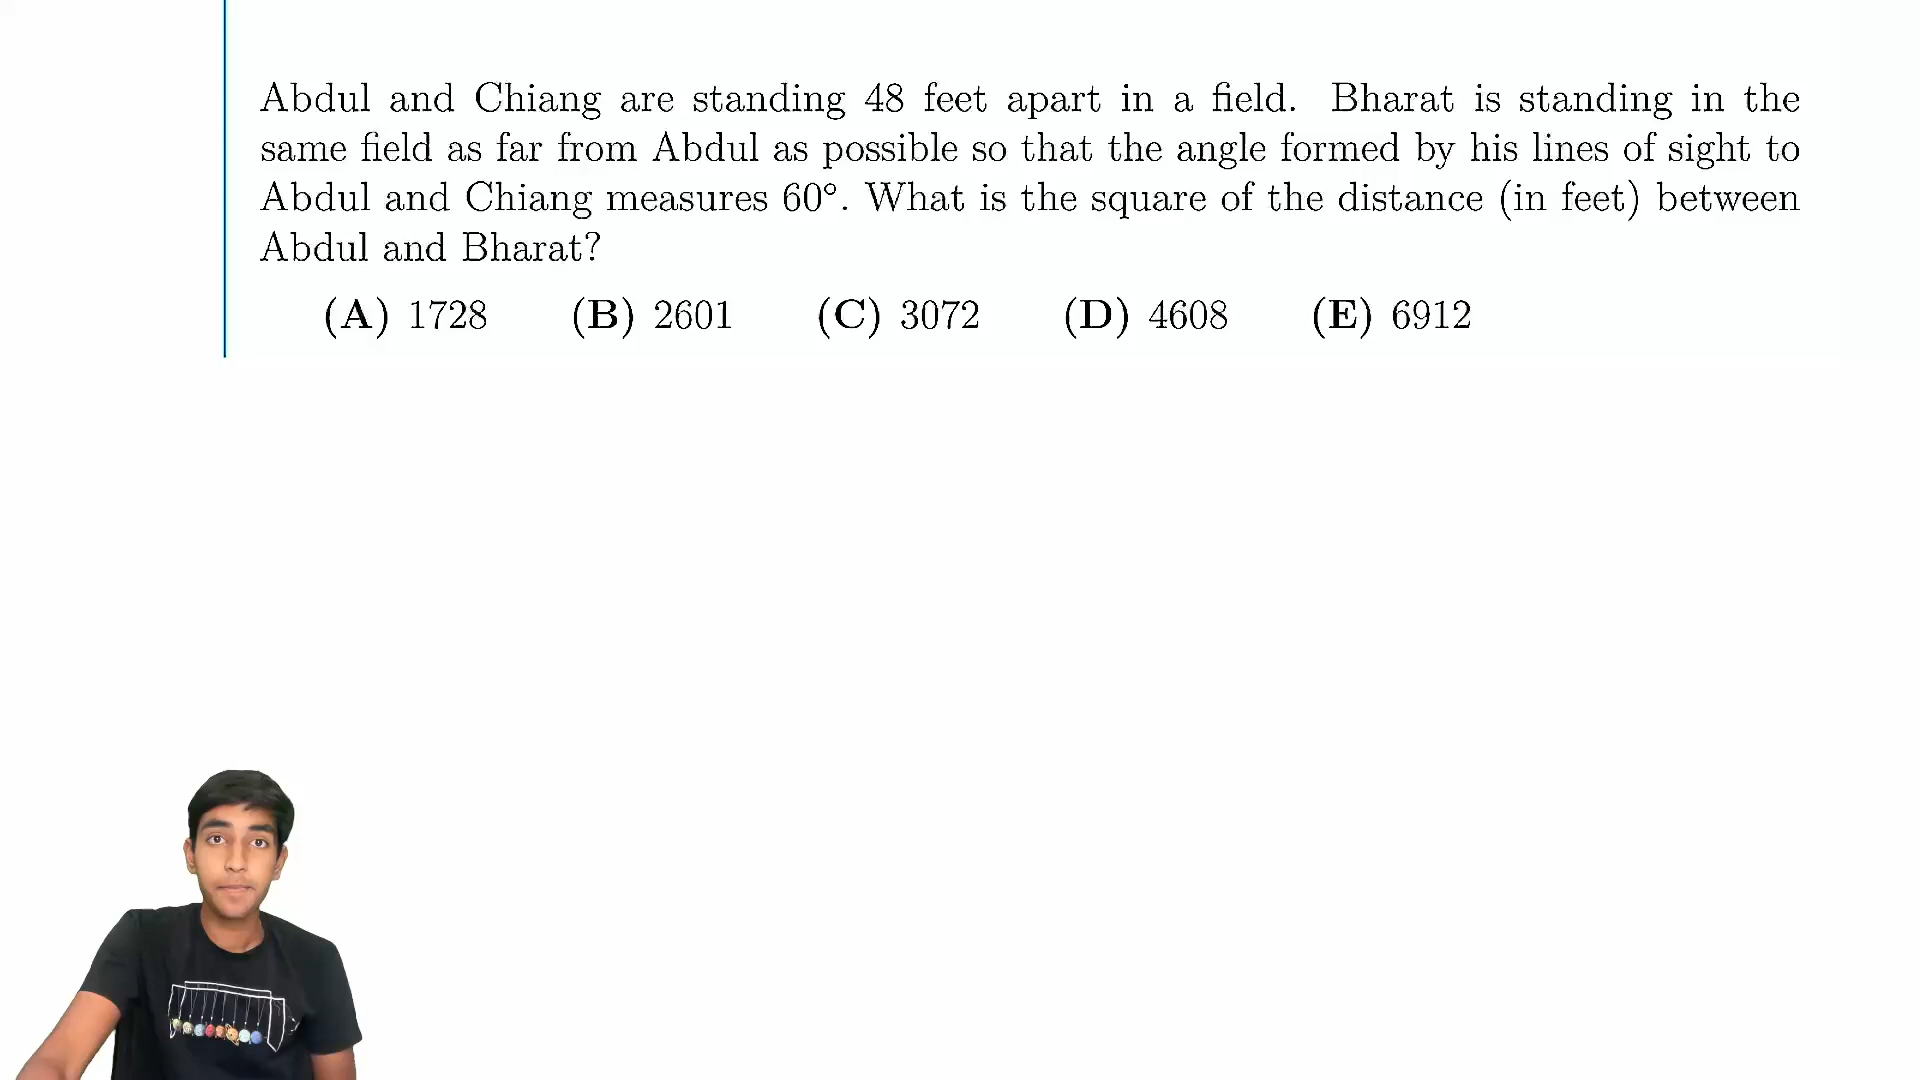 Abdul and Chiang are standing 48 feet apart in a field. Bharat is standing in the
same field as far from Abdul as possible so that the angle formed by his lines of sight to
Abdul and Chiang measures 60°. What is the square of the distance (in feet) between
Abdul and Bharat?
(A) 1728 (B) 2601 (C) 3072 (D) 4608 (E) 6912